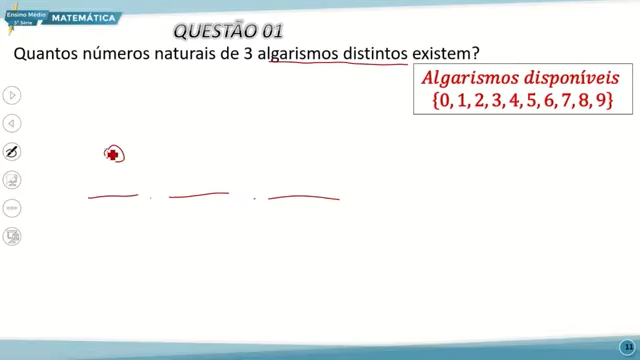 Ensino Médio
3ª Série
MATEMÁTICA
QUESTÃO 01
Quantos números naturais de 3 algarismos distintos existem?
Algarismos disponíveis
{0, 1, 2, 3, 4, 5, 6, 7, 8, 9}
11